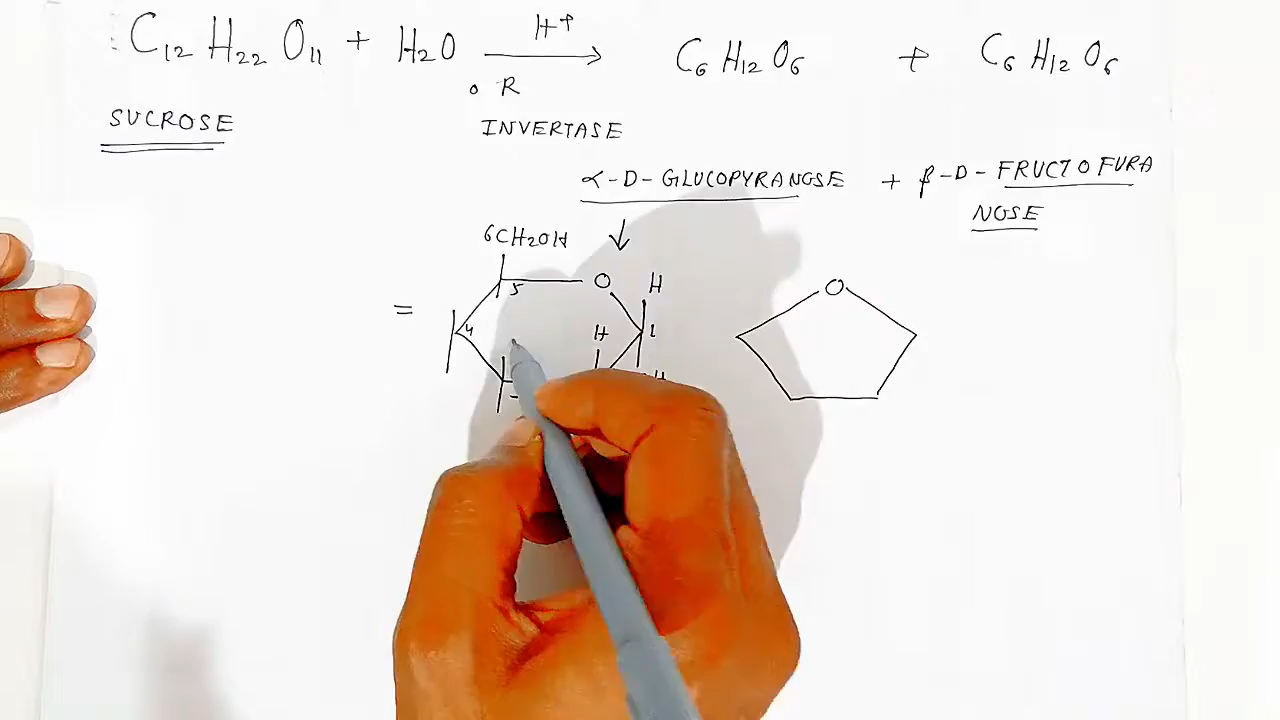 C12 H22 O11 + H2O H+ C6 H12 O6 + C6 H12 O6
OR
SUCROSE INVERTASE
α-D-GLUCOPYRANOSE + β-D-FRUCTOFURA
NOSE
6CH2OH
5 O H
= 4 H 1
H
O